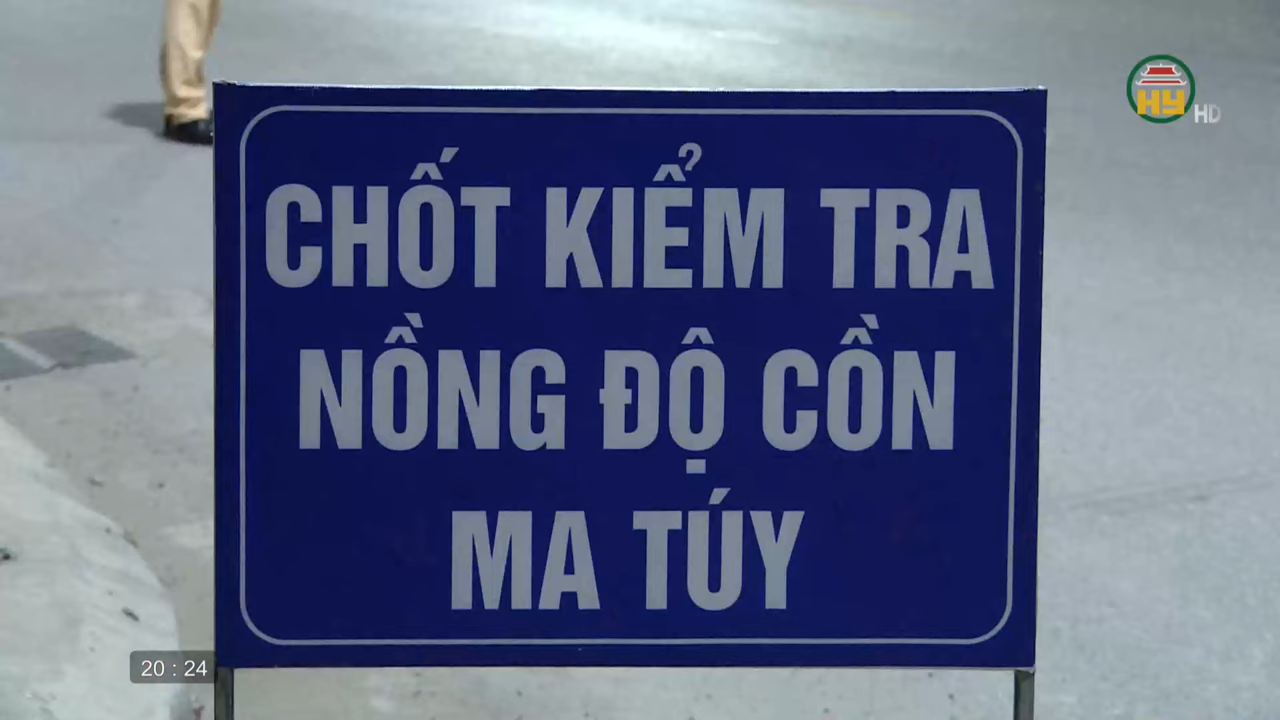 HY HD
CHỐT KIỂM TRA
NỒNG ĐỘ CỒN
MA TÚY
20 : 24